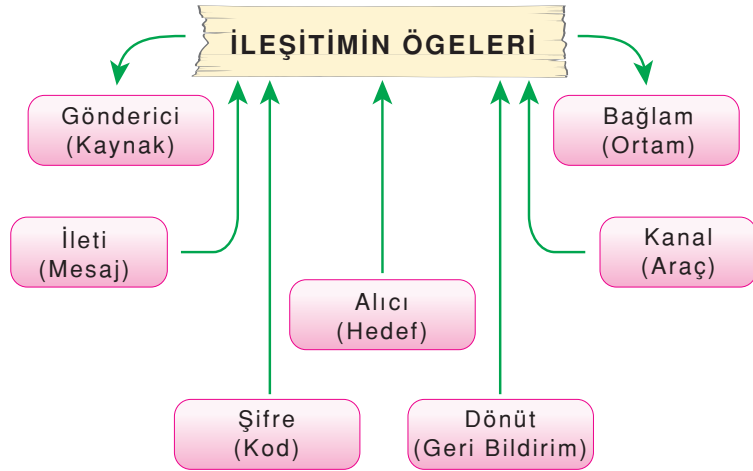 İLEŞİTİMİN ÖGELERİ
Gönderici
(Kaynak)
Bağlam
(Ortam)
İleti
(Mesaj)
Kanal
(Araç)
Alıcı
(Hedef)
Şifre
(Kod)
Dönüt
(Geri Bildirim)